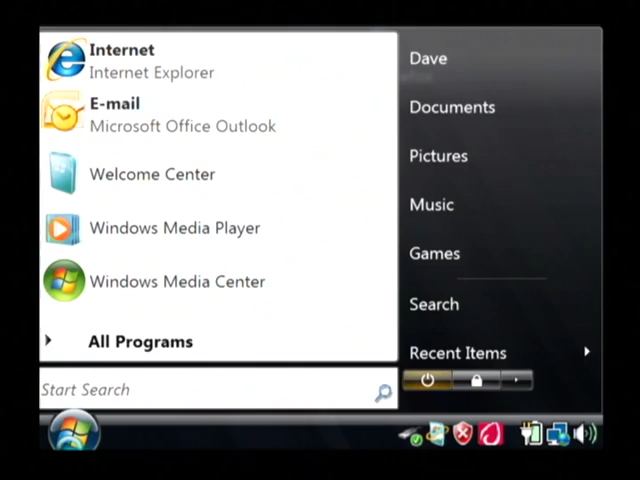 Internet
Internet Explorer
E-mail
Microsoft Office Outlook
Welcome Center
Windows Media Player
Windows Media Center
All Programs
Start Search
Dave
Documents
Pictures
Music
Games
Search
Recent Items